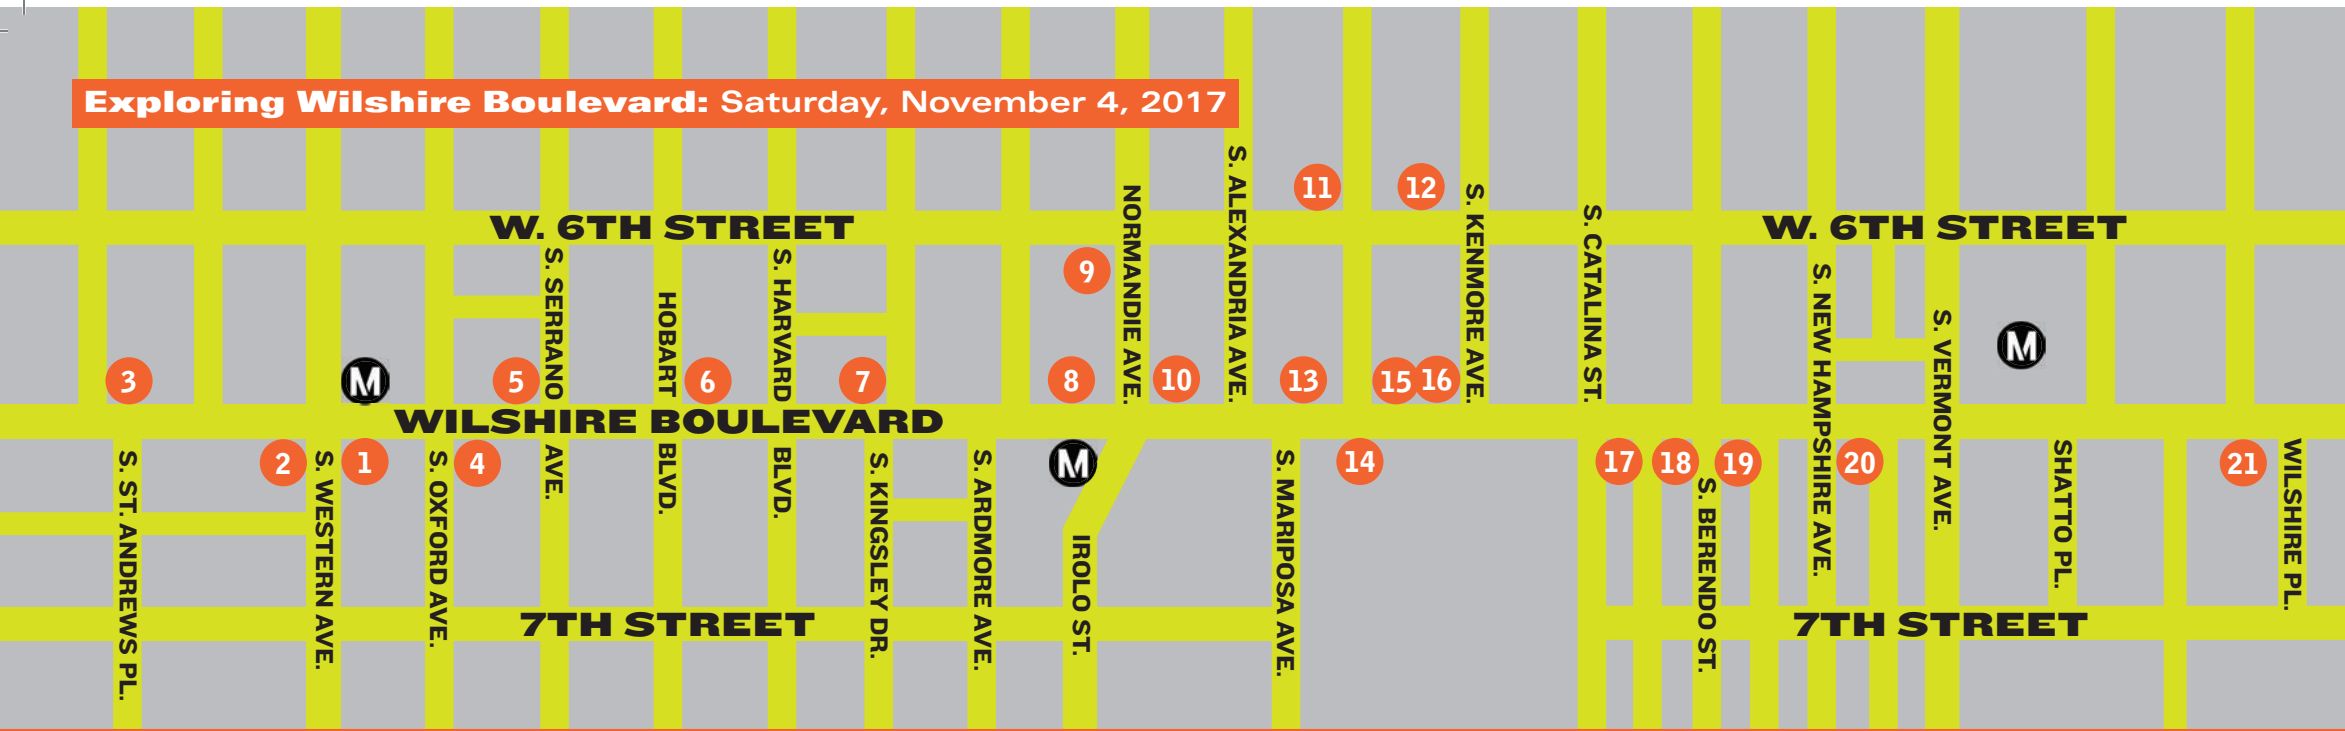 Exploring Wilshire Boulevard: Saturday, November 4, 2017
11
12
W. 6TH STREET
W. 6TH STREET
9
S. SERRANO AVE.
HOBART BLVD.
S. HARVARD BLVD.
NORMANDIE AVE.
S. ALEXANDRIA AVE.
S. KENMORE AVE.
S. CATALINA ST.
S. NEW HAMPSHIRE AVE.
S. VERMONT AVE.
M
3
M
5
6
7
8
10
13
15
16
WILSHIRE BOULEVARD
2
1
4
M
14
17
18
19
20
21
S. ST. ANDREWS PL.
S. WESTERN AVE.
S. OXFORD AVE.
S. KINGSLEY DR.
S. ARDMORE AVE.
IROLO ST.
S. MARIPOSA AVE.
S. BERENDO ST.
SHATTO PL.
WILSHIRE PL.
7TH STREET
7TH STREET